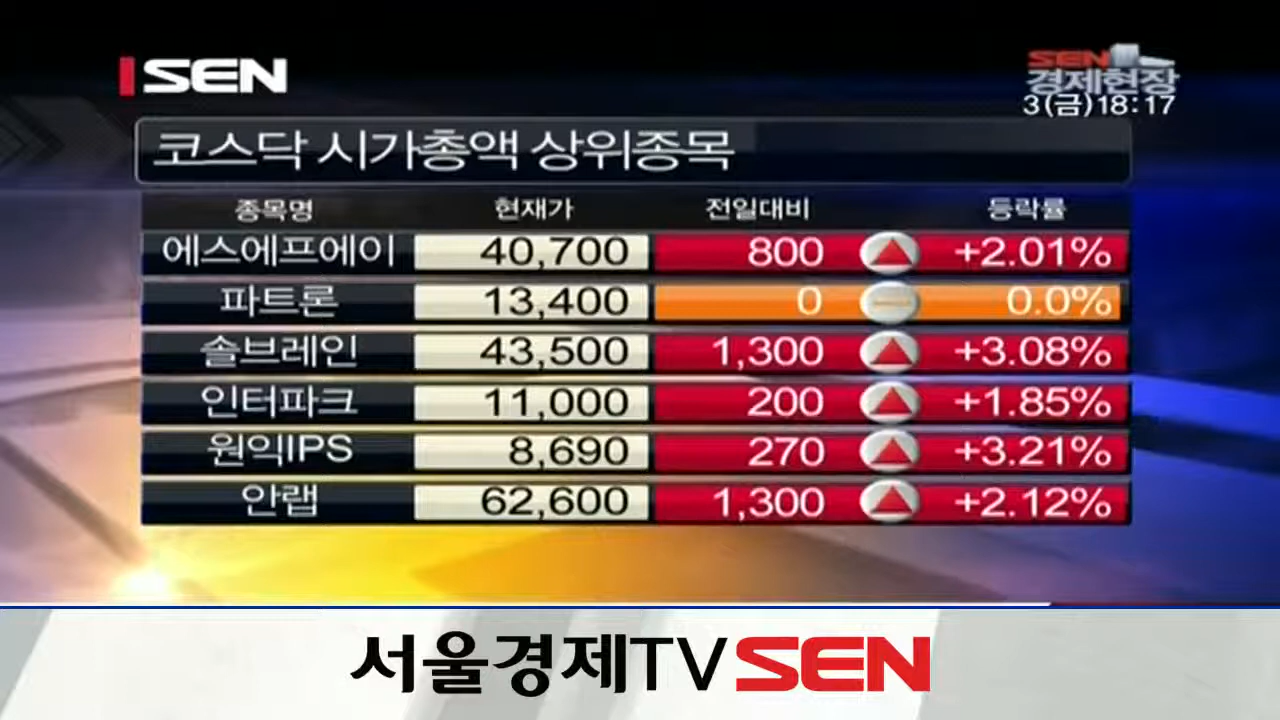 SEN
SEN
경제현장
3(금)18:17
코스닥 시가총액 상위종목
종목명 현재가 전일대비 등락률
에스에프에이 40,700 800 +2.01%
파트론 13,400 0 0.0%
솔브레인 43,500 1,300 +3.08%
인터파크 11,000 200 +1.85%
원익IPS 8,690 270 +3.21%
안랩 62,600 1,300 +2.12%
서울경제TV SEN